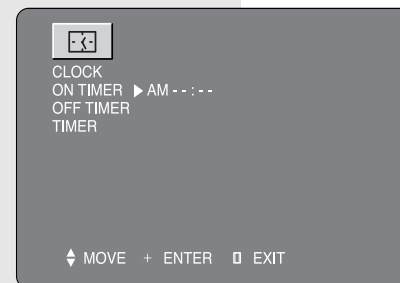 CLOCK
ON TIMER ▶ AM - - : - -
OFF TIMER
TIMER
MOVE + ENTER EXIT